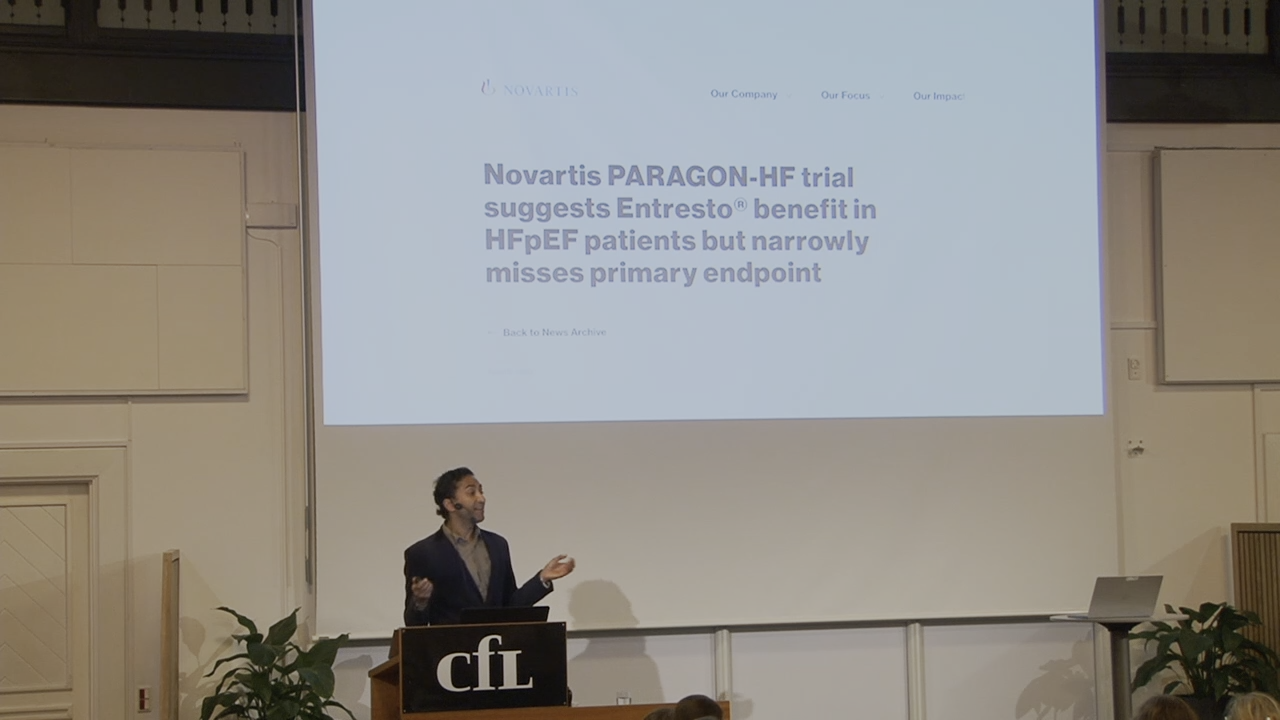 NOVARTIS
Our Company
Our Focus
Our Impact
Novartis PARAGON-HF trial
suggests Entresto® benefit in
HFpEF patients but narrowly
misses primary endpoint
Back to News Archive
cfL